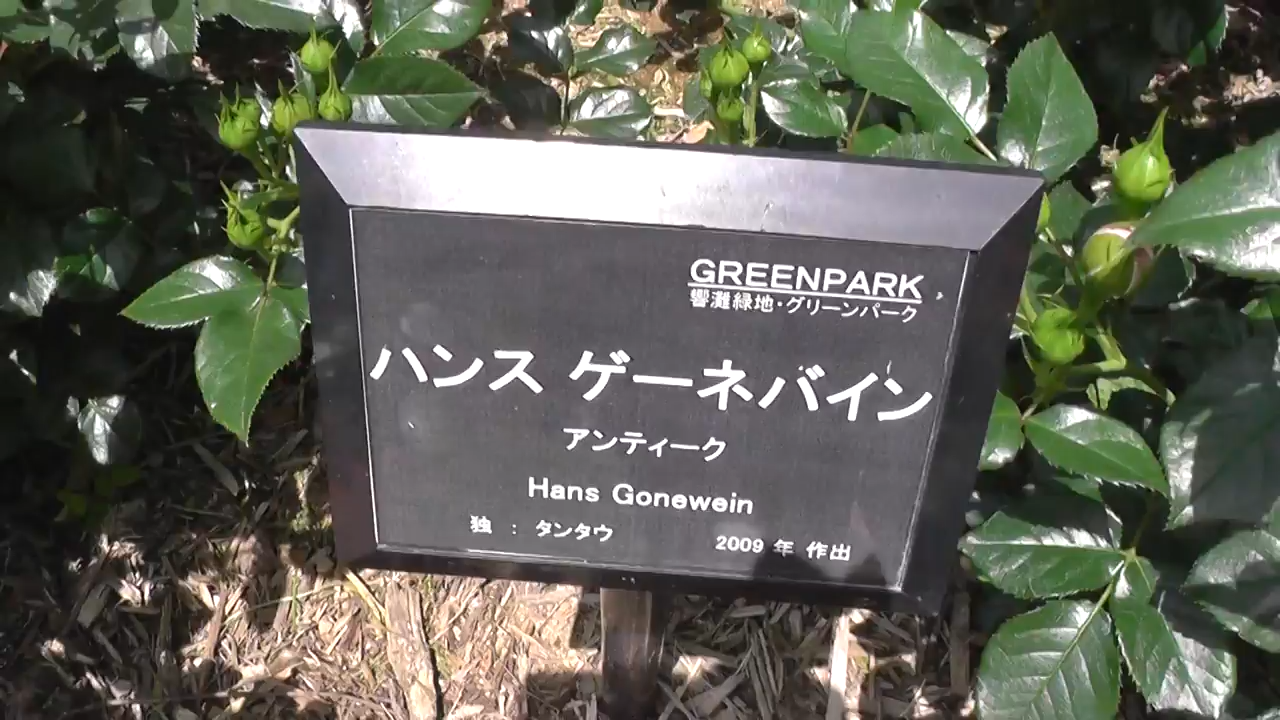 GREENPARK
響灘緑地・グリーンパーク
ハンス ゲーネバイン
アンティーク
Hans Gonewein
独 : タンタウ 2009 年 作出